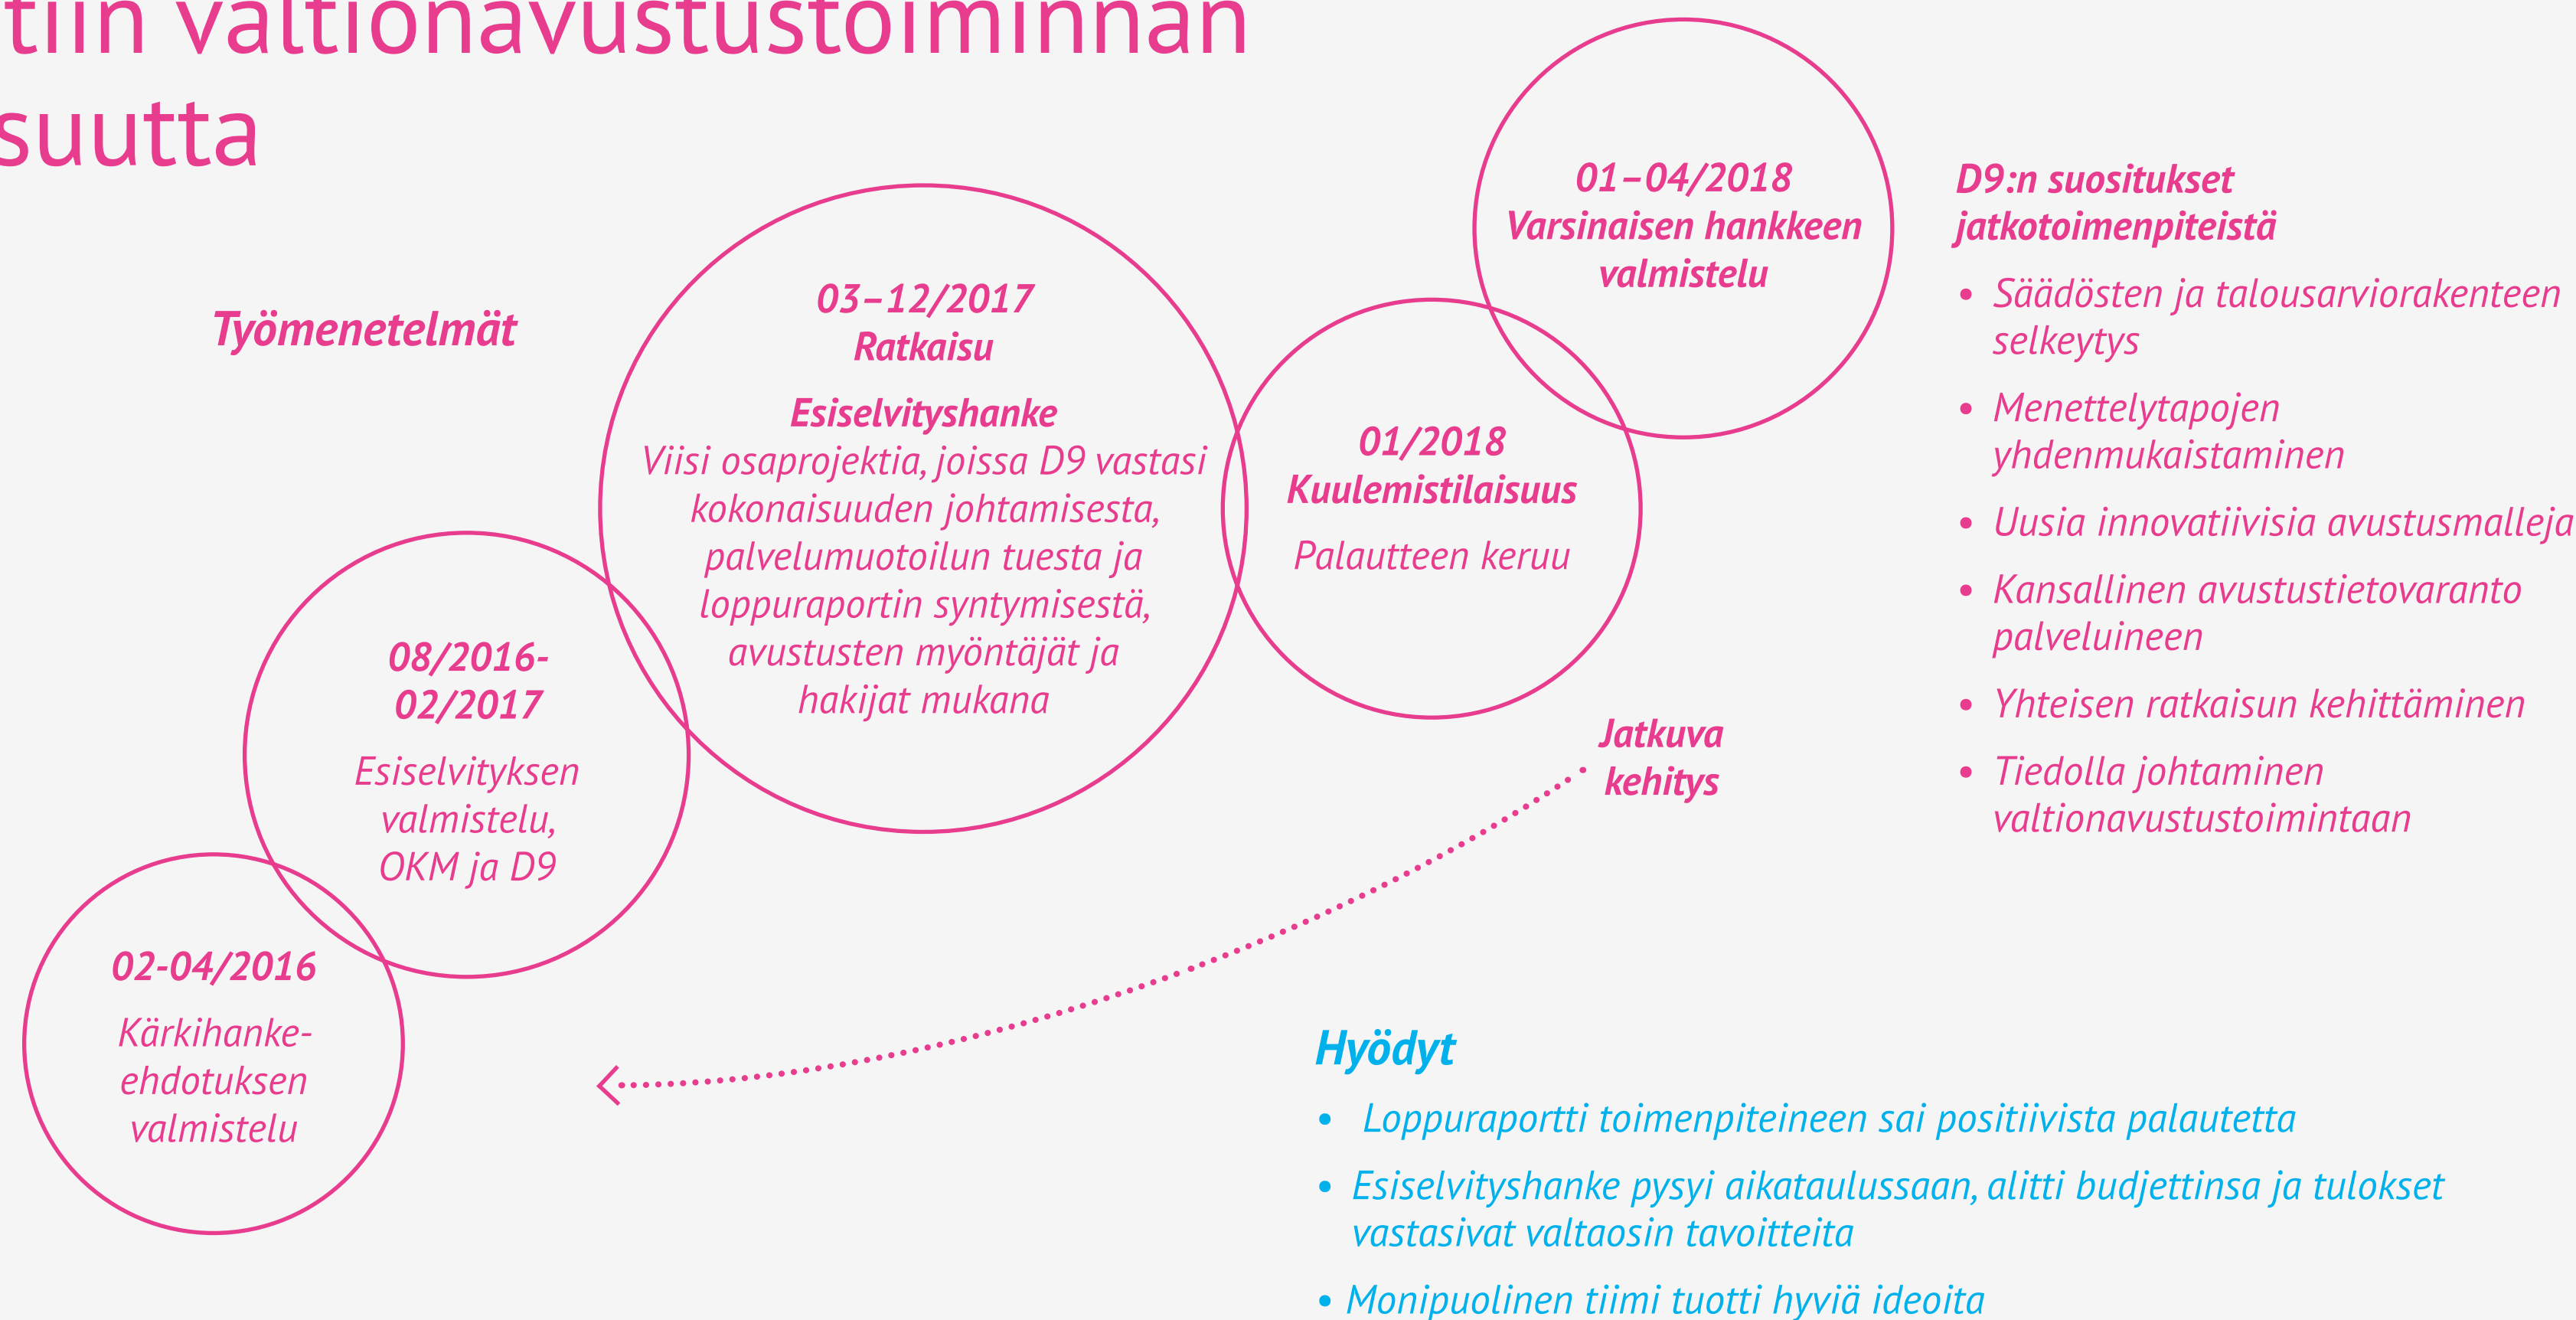 tiin valtionavustustoiminnan
suutta
Työmenetelmät
02-04/2016
Kärkihanke-
ehdotuksen
valmistelu
08/2016-
02/2017
Esiselvityksen
valmistelu,
OKM ja D9
03–12/2017
Ratkaisu
Esiselvityshanke
Viisi osaprojektia, joissa D9 vastasi
kokonaisuuden johtamisesta,
palvelumuotoilun tuesta ja
loppuraportin syntymisestä,
avustusten myöntäjät ja
hakijat mukana
01/2018
Kuulemistilaisuus
Palautteen keruu
01–04/2018
Varsinaisen hankkeen
valmistelu
Jatkuva
kehitys
D9:n suositukset
jatkotoimenpiteistä
• Säädösten ja talousarviorakenteen
selkeytys
• Menettelytapojen
yhdenmukaistaminen
• Uusia innovatiivisia avustusmalleja
• Kansallinen avustustietovaranto
palveluineen
• Yhteisen ratkaisun kehittäminen
• Tiedolla johtaminen
valtionavustustoimintaan
Hyödyt
• Loppuraportti toimenpiteineen sai positiivista palautetta
• Esiselvityshanke pysyi aikataulussaan, alitti budjettinsa ja tulokset
vastasivat valtaosin tavoitteita
• Monipuolinen tiimi tuotti hyviä ideoita